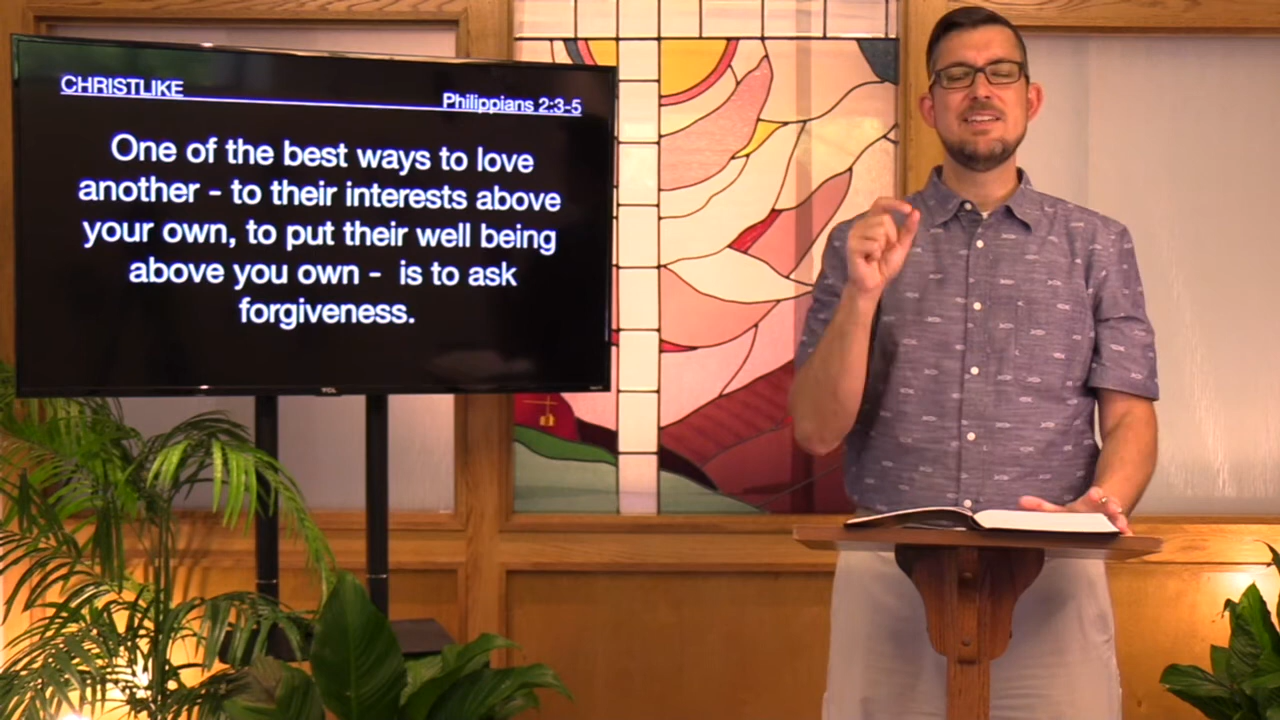 CHRISTLIKE
Philippians 2:3-5
One of the best ways to love
another - to their interests above
your own, to put their well being
above you own - is to ask
forgiveness.
TCL